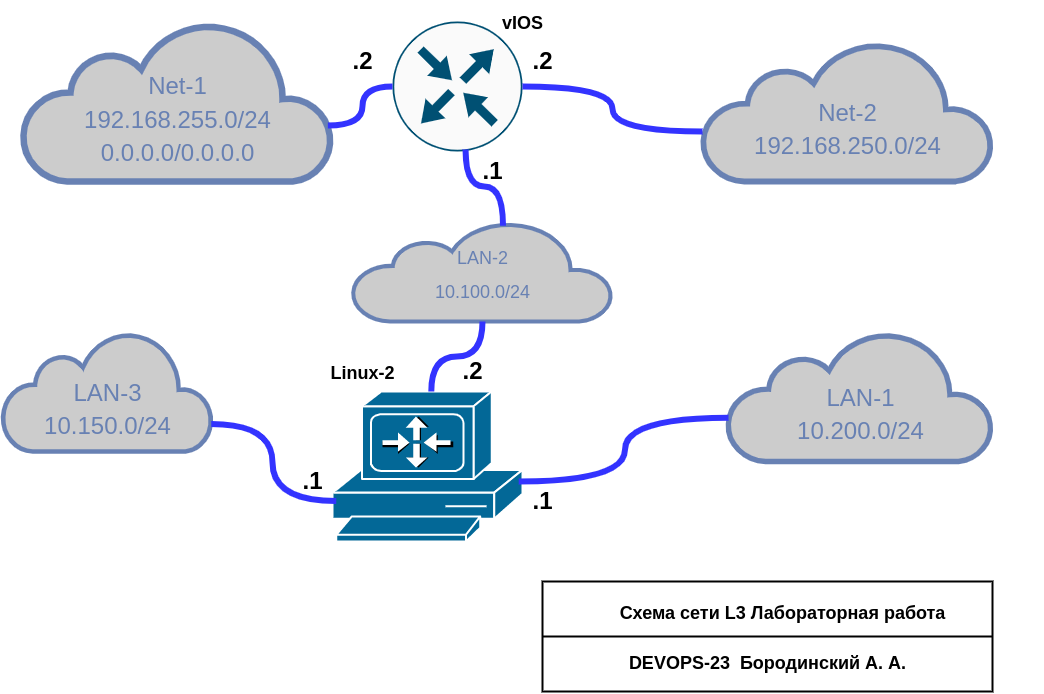 vIOS
.2
.2
Net-1
192.168.255.0/24
0.0.0.0/0.0.0.0
Net-2
192.168.250.0/24
.1
LAN-2
10.100.0/24
Linux-2
.2
LAN-3
10.150.0/24
LAN-1
10.200.0/24
.1
.1
Схема сети L3 Лабораторная работа
DEVOPS-23 Бородинский А. А.